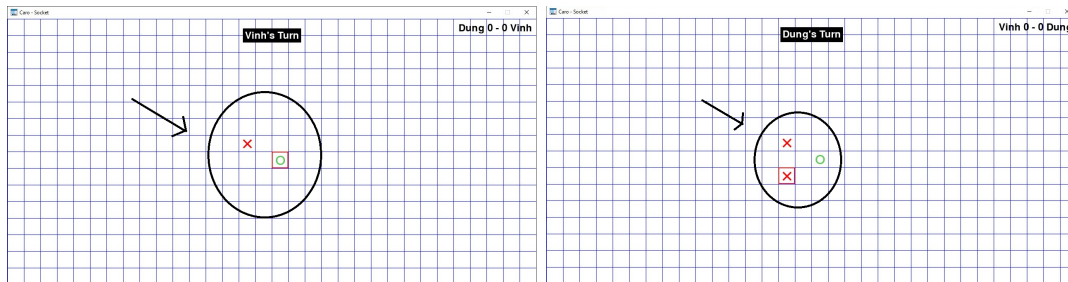 Caro - Socket
Vinh's Turn
Dung 0 - 0 Vinh
Caro - Socket
Dung's Turn
Vinh 0 - 0 Dung